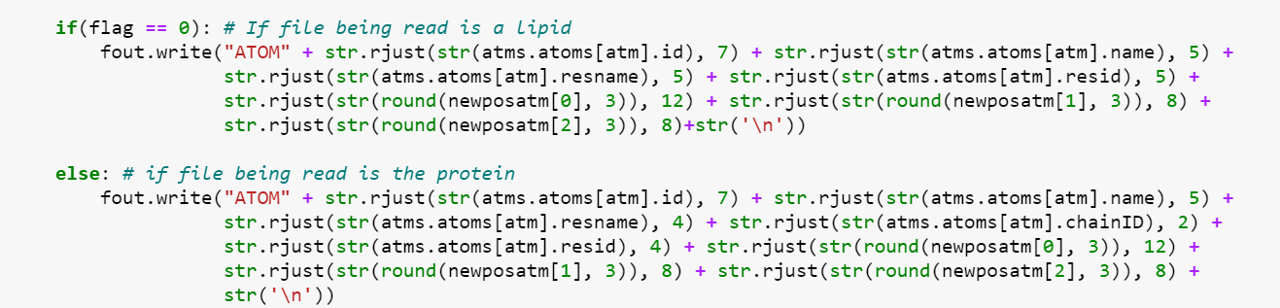 if(flag == 0): # If file being read is a lipid
    fout.write("ATOM" + str.rjust(str(atms.atoms[atm].id), 7) + str.rjust(str(atms.atoms[atm].name), 5) +
               str.rjust(str(atms.atoms[atm].resname), 5) + str.rjust(str(atms.atoms[atm].resid), 5) +
               str.rjust(str(round(newposatm[0], 3)), 12) + str.rjust(str(round(newposatm[1], 3)), 8) +
               str.rjust(str(round(newposatm[2], 3)), 8)+str('\n'))
else: # if file being read is the protein
    fout.write("ATOM" + str.rjust(str(atms.atoms[atm].id), 7) + str.rjust(str(atms.atoms[atm].name), 5) +
               str.rjust(str(atms.atoms[atm].resname), 4) + str.rjust(str(atms.atoms[atm].chainID), 2) +
               str.rjust(str(atms.atoms[atm].resid), 4) + str.rjust(str(round(newposatm[0], 3)), 12) +
               str.rjust(str(round(newposatm[1], 3)), 8) + str.rjust(str(round(newposatm[2], 3)), 8) +
               str('\n'))